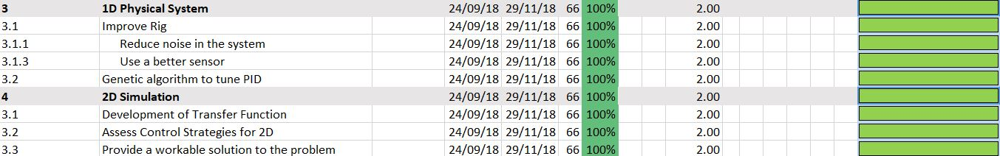 3 1D Physical System 24/09/18 29/11/18 66 100% 2.00
3.1 Improve Rig 24/09/18 29/11/18 66 100% 2.00
3.1.1 Reduce noise in the system 24/09/18 29/11/18 66 100% 2.00
3.1.3 Use a better sensor 24/09/18 29/11/18 66 100% 2.00
3.2 Genetic algorithm to tune PID 24/09/18 29/11/18 66 100% 2.00
4 2D Simulation 24/09/18 29/11/18 66 100% 2.00
3.1 Development of Transfer Function 24/09/18 29/11/18 66 100% 2.00
3.2 Assess Control Strategies for 2D 24/09/18 29/11/18 66 100% 2.00
3.3 Provide a workable solution to the problem 24/09/18 29/11/18 66 100% 2.00